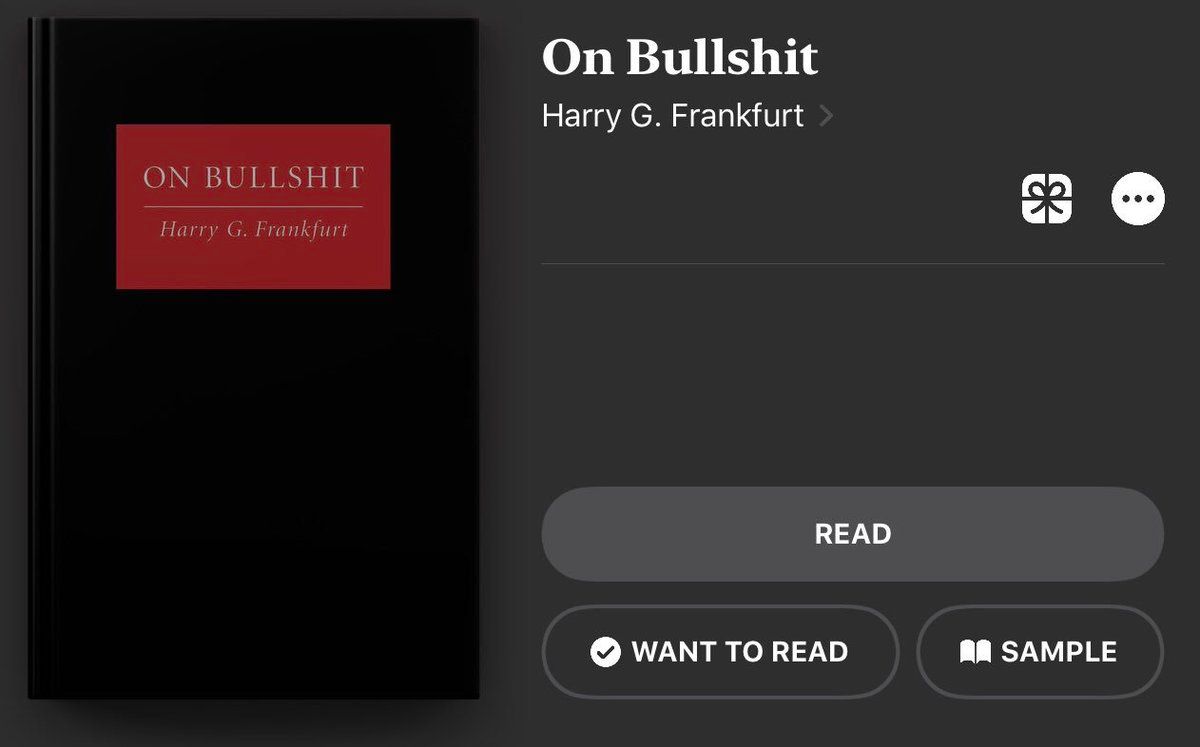 ON BULLSHIT
Harry G. Frankfurt
On Bullshit
Harry G. Frankfurt
READ
WANT TO READ
SAMPLE